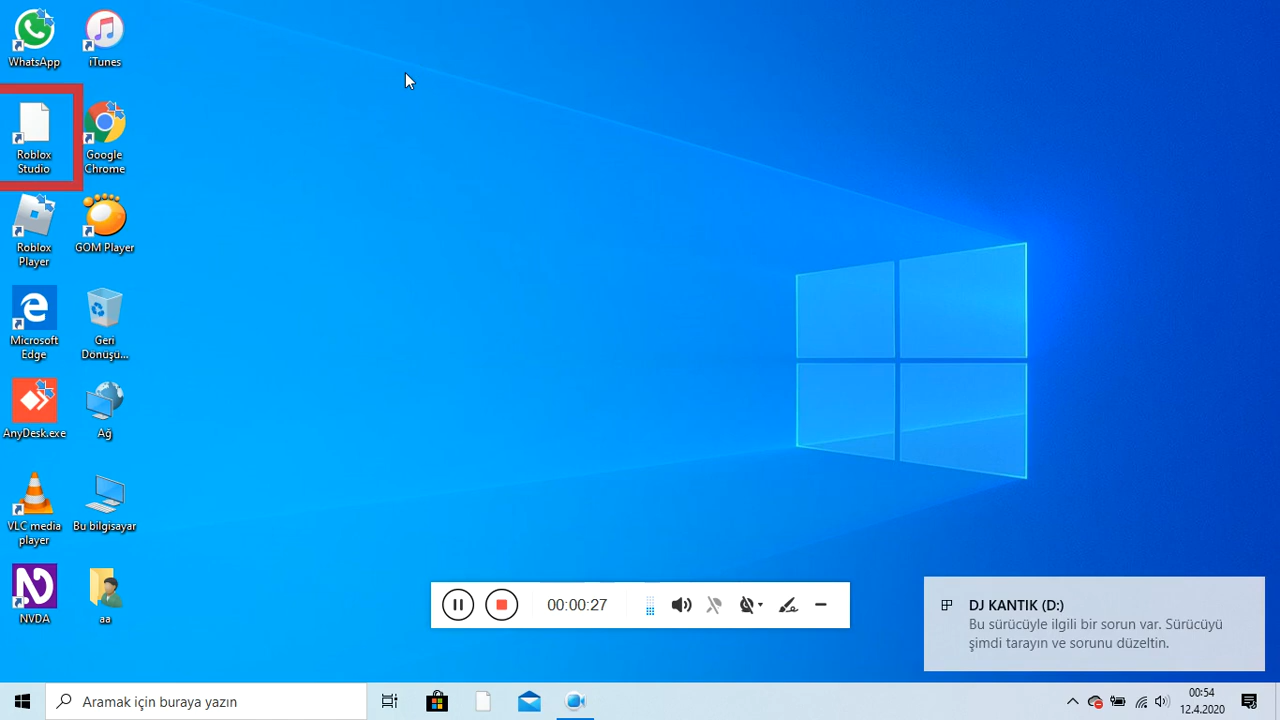 WhatsApp
iTunes
Roblox
Studio
Google
Chrome
Roblox
Player
GOM Player
Microsoft
Edge
Geri
Dönüşü...
AnyDesk.exe
Ağ
VLC media
player
Bu bilgisayar
NVDA
aa
00:00:27
DJ KANTIK (D:)
Bu sürücüyle ilgili bir sorun var. Sürücüyü
şimdi tarayın ve sorunu düzeltin.
Aramak için buraya yazın
00:54
12.4.2020